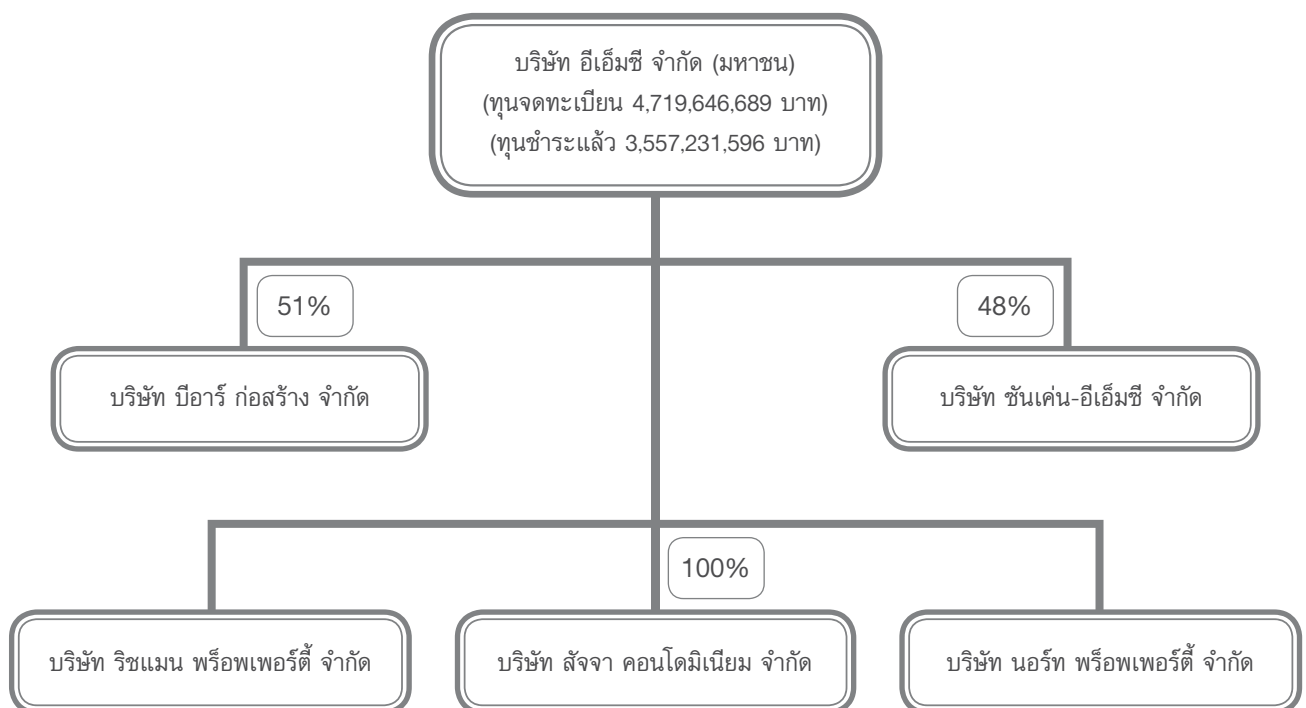 บริษัท อีเอ็มซี จำกัด (มหาชน)
(ทุนจดทะเบียน 4,719,646,689 บาท)
(ทุนชำระแล้ว 3,557,231,596 บาท)
51%
48%
บริษัท บีอาร์ ก่อสร้าง จำกัด
บริษัท ซันเค่น-อีเอ็มซี จำกัด
100%
บริษัท ริชแมน พร็อพเพอร์ตี้ จำกัด
บริษัท สัจจา คอนโดมิเนียม จำกัด
บริษัท นอร์ท พร็อพเพอร์ตี้ จำกัด